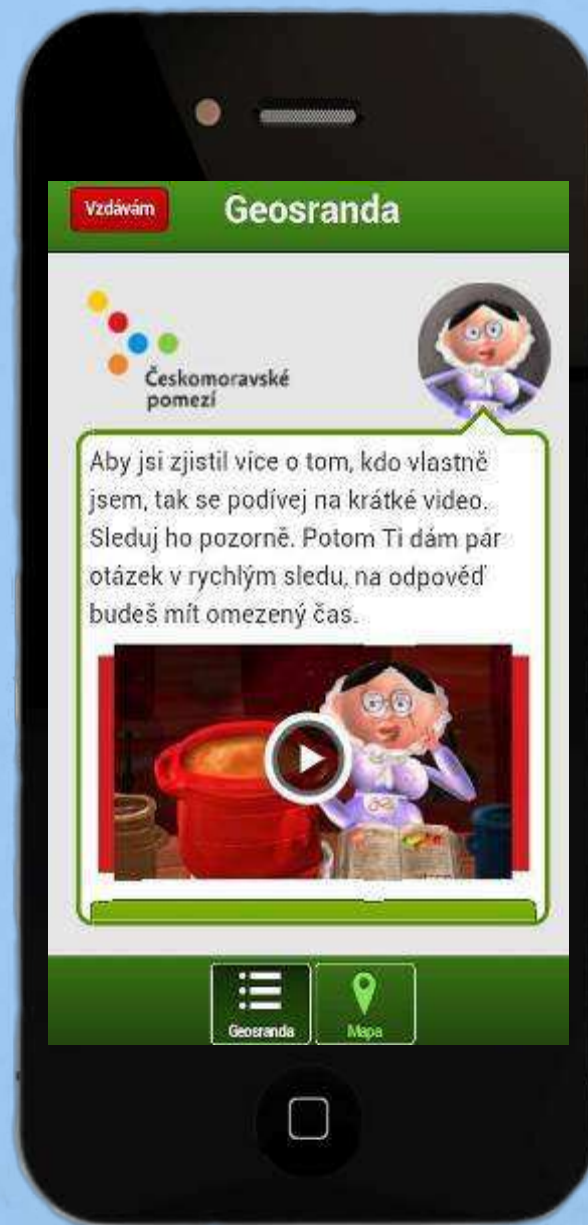 Vzdávám
Geosranda
Českomoravské
pomezí
Aby jsi zjistil více o tom, kdo vlastně
jsem, tak se podívej na krátké video.
Sleduj ho pozorně. Potom Ti dám pár
otázek v rychlým sledu, na odpověď
budeš mít omezený čas.
Geosranda
Mapa